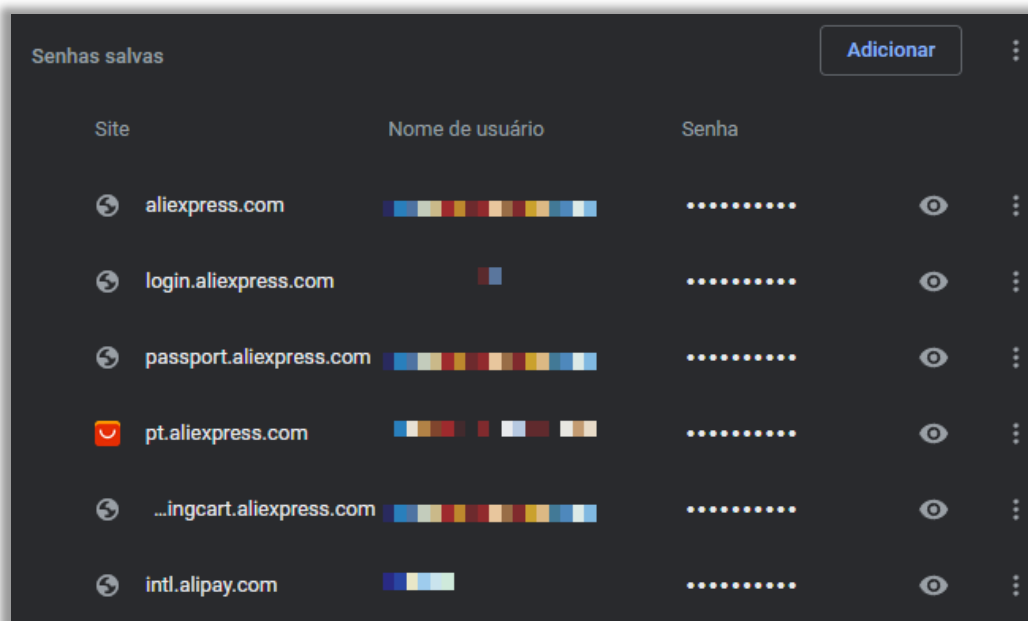 Senhas salvas Adicionar
Site Nome de usuário Senha
aliexpress.com ••••••••••
login.aliexpress.com ••••••••••
passport.aliexpress.com ••••••••••
pt.aliexpress.com ••••••••••
...ingcart.aliexpress.com ••••••••••
intl.alipay.com ••••••••••